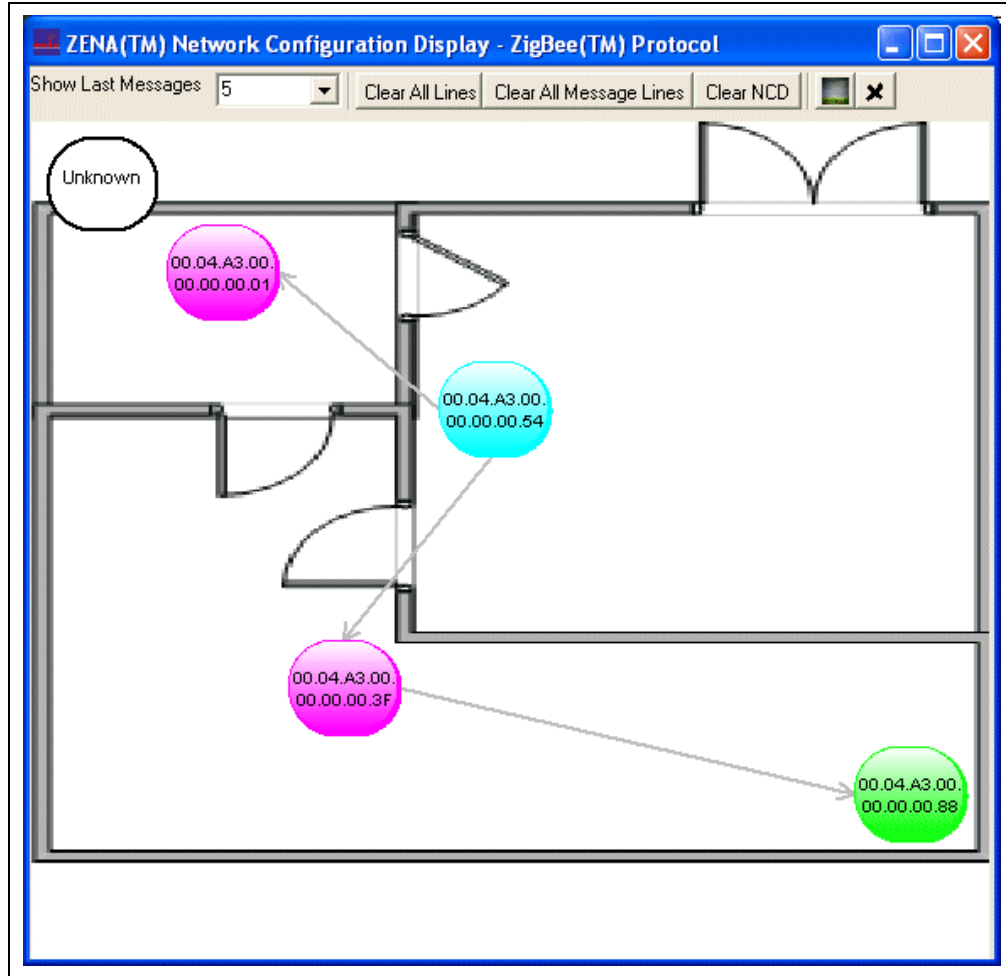 ZENA(TM) Network Configuration Display - ZigBee(TM) Protocol
Show Last Messages 5 Clear All Lines Clear All Message Lines Clear NCD
Unknown
00.04.A3.00.
00.00.00.01
00.04.A3.00.
00.00.00.54
00.04.A3.00.
00.00.00.3F
00.04.A3.00.
00.00.00.88